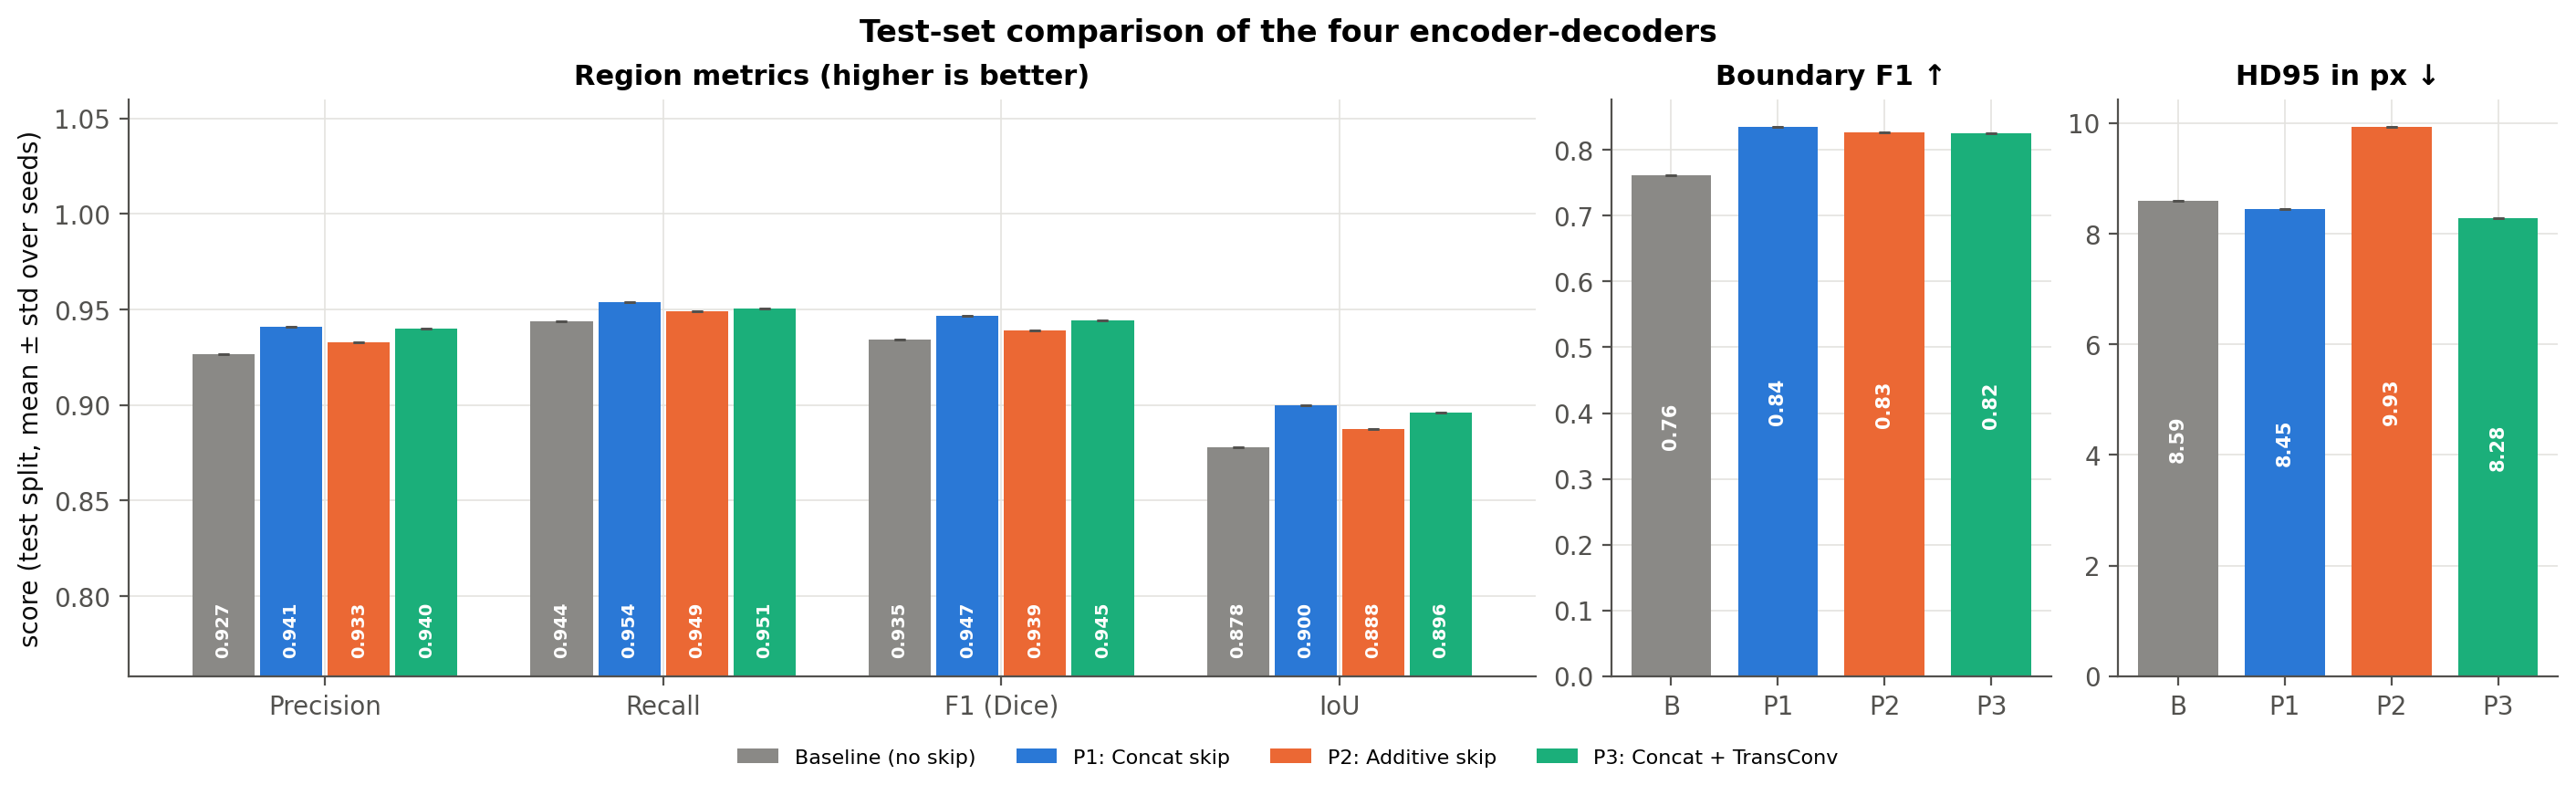 Test-set comparison of the four encoder-decoders
Region metrics (higher is better)
score (test split, mean ± std over seeds)
1.05
1.00
0.95
0.90
0.85
0.80
0.927
0.941
0.933
0.940
0.944
0.954
0.949
0.951
0.935
0.947
0.939
0.945
0.878
0.900
0.888
0.896
Precision
Recall
F1 (Dice)
IoU
Boundary F1 ↑
0.8
0.7
0.6
0.5
0.4
0.3
0.2
0.1
0.0
0.76
0.84
0.83
0.82
B
P1
P2
P3
HD95 in px ↓
10
8
6
4
2
0
8.59
8.45
9.93
8.28
B
P1
P2
P3
Baseline (no skip)
P1: Concat skip
P2: Additive skip
P3: Concat + TransConv